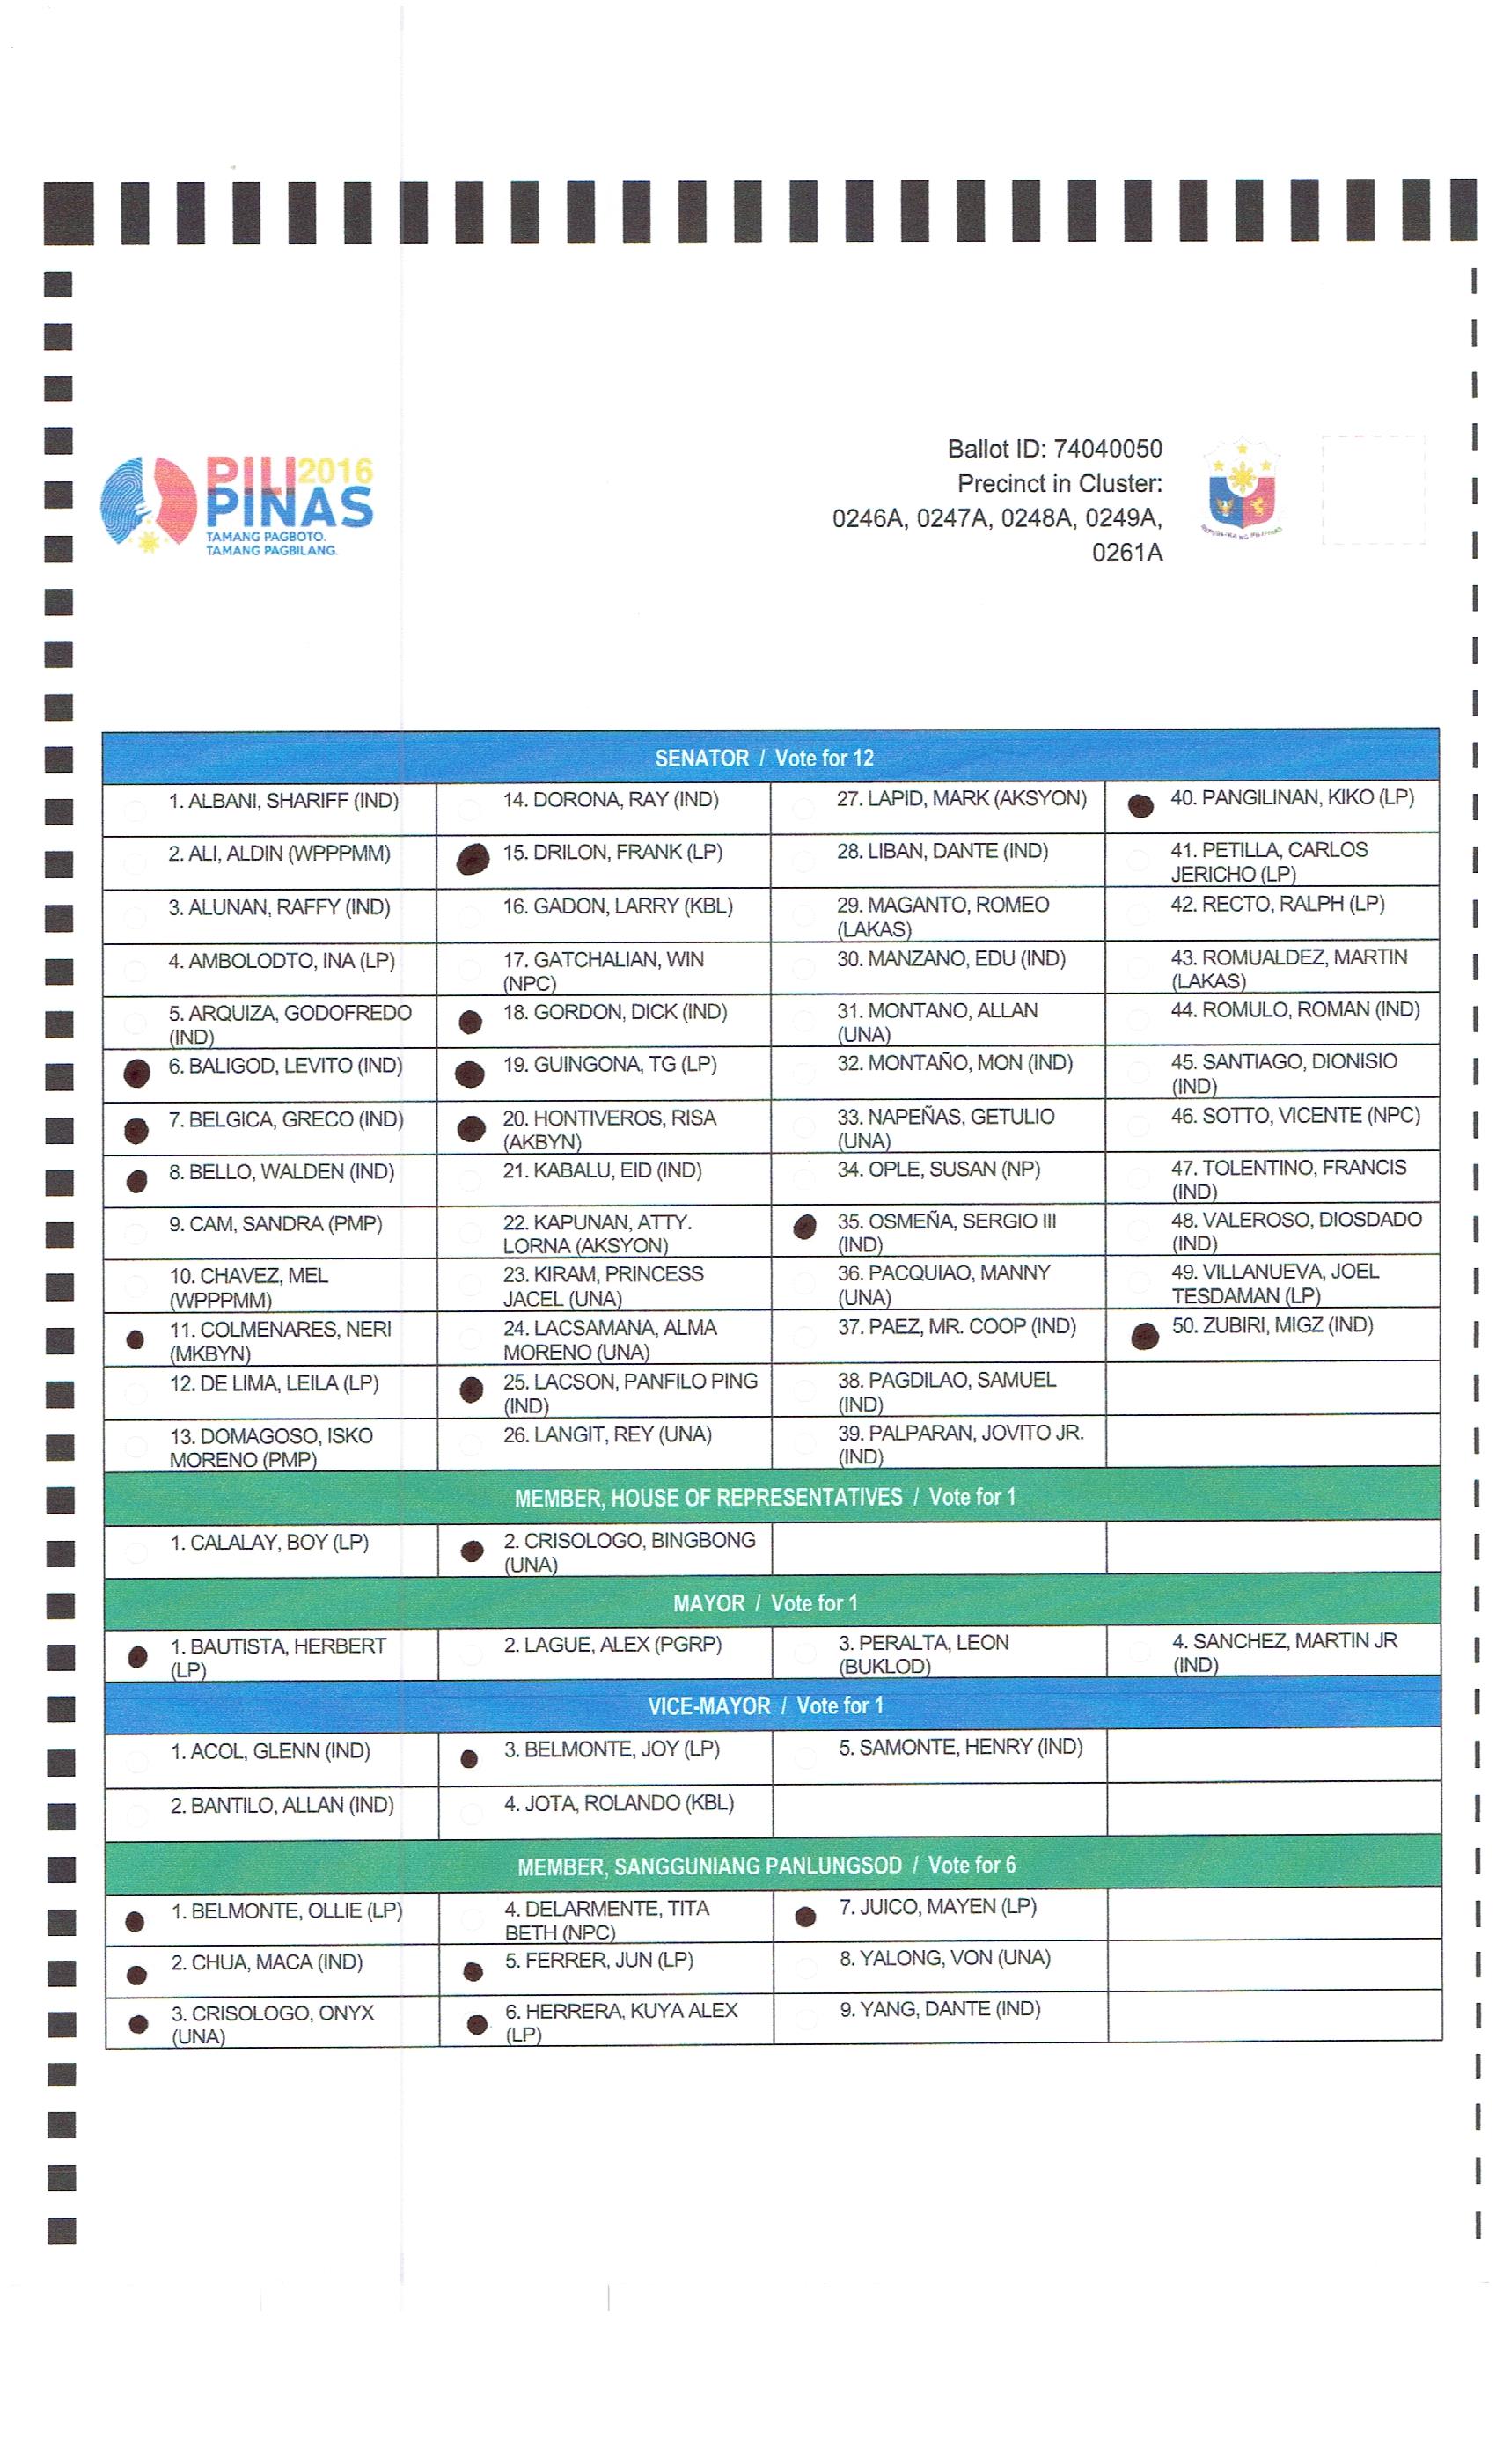 PILI2016
PINAS
TAMANG PAGBOTO.
TAMANG PAGBILANG.
Ballot ID: 74040050
Precinct in Cluster:
0246A, 0247A, 0248A, 0249A,
0261A
REPUBLIKA NG PILIPINAS
SENATOR / Vote for 12
1. ALBANI, SHARIFF (IND)
2. ALI, ALDIN (WPPPMM)
3. ALUNAN, RAFFY (IND)
4. AMBOLODTO, INA (LP)
5. ARQUIZA, GODOFREDO
(IND)
6. BALIGOD, LEVITO (IND)
7. BELGICA, GRECO (IND)
8. BELLO, WALDEN (IND)
9. CAM, SANDRA (PMP)
10. CHAVEZ, MEL
(WPPPMM)
11. COLMENARES, NERI
(MKBYN)
12. DE LIMA, LEILA (LP)
13. DOMAGOSO, ISKO
MORENO (PMP)
14. DORONA, RAY (IND)
15. DRILON, FRANK (LP)
16. GADON, LARRY (KBL)
17. GATCHALIAN, WIN
(NPC)
18. GORDON, DICK (IND)
19. GUINGONA, TG (LP)
20. HONTIVEROS, RISA
(AKBYN)
21. KABALU, EID (IND)
22. KAPUNAN, ATTY.
LORNA (AKSYON)
23. KIRAM, PRINCESS
JACEL (UNA)
24. LACSAMANA, ALMA
MORENO (UNA)
25. LACSON, PANFILO PING
(IND)
26. LANGIT, REY (UNA)
27. LAPID, MARK (AKSYON)
28. LIBAN, DANTE (IND)
29. MAGANTO, ROMEO
(LAKAS)
30. MANZANO, EDU (IND)
31. MONTANO, ALLAN
(UNA)
32. MONTAÑO, MON (IND)
33. NAPEÑAS, GETULIO
(UNA)
34. OPLE, SUSAN (NP)
35. OSMEÑA, SERGIO III
(IND)
36. PACQUIAO, MANNY
(UNA)
37. PAEZ, MR. COOP (IND)
38. PAGDILAO, SAMUEL
(IND)
39. PALPARAN, JOVITO JR.
(IND)
40. PANGILINAN, KIKO (LP)
41. PETILLA, CARLOS
JERICHO (LP)
42. RECTO, RALPH (LP)
43. ROMUALDEZ, MARTIN
(LAKAS)
44. ROMULO, ROMAN (IND)
45. SANTIAGO, DIONISIO
(IND)
46. SOTTO, VICENTE (NPC)
47. TOLENTINO, FRANCIS
(IND)
48. VALEROSO, DIOSDADO
(IND)
49. VILLANUEVA, JOEL
TESDAMAN (LP)
50. ZUBIRI, MIGZ (IND)
MEMBER, HOUSE OF REPRESENTATIVES / Vote for 1
1. CALALAY, BOY (LP)
2. CRISOLOGO, BINGBONG
(UNA)
MAYOR / Vote for 1
1. BAUTISTA, HERBERT
(LP)
2. LAGUE, ALEX (PGRP)
3. PERALTA, LEON
(BUKLOD)
4. SANCHEZ, MARTIN JR
(IND)
VICE-MAYOR / Vote for 1
1. ACOL, GLENN (IND)
2. BANTILO, ALLAN (IND)
3. BELMONTE, JOY (LP)
4. JOTA, ROLANDO (KBL)
5. SAMONTE, HENRY (IND)
MEMBER, SANGGUNIANG PANLUNGSOD / Vote for 6
1. BELMONTE, OLLIE (LP)
2. CHUA, MACA (IND)
3. CRISOLOGO, ONYX
(UNA)
4. DELARMENTE, TITA
BETH (NPC)
5. FERRER, JUN (LP)
6. HERRERA, KUYA ALEX
(LP)
7. JUICO, MAYEN (LP)
8. YALONG, VON (UNA)
9. YANG, DANTE (IND)